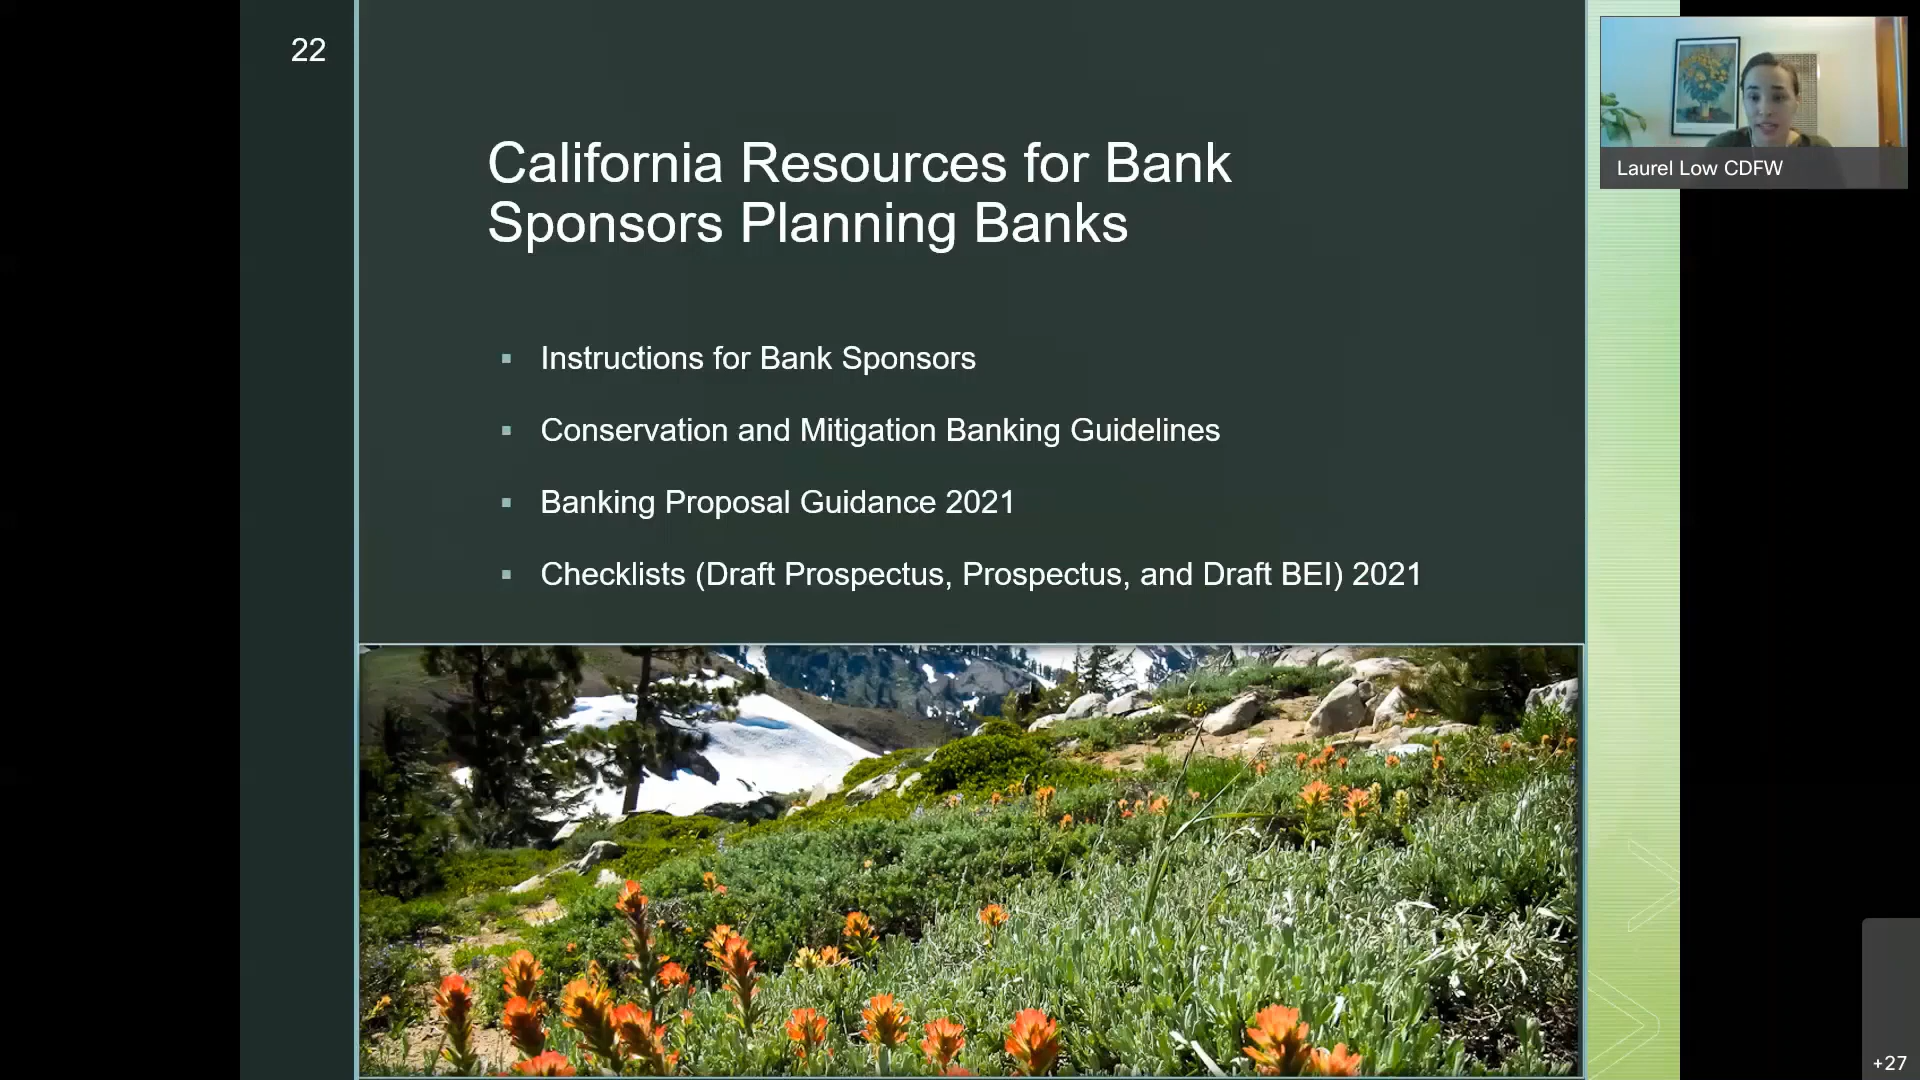 22
California Resources for Bank
Sponsors Planning Banks
Instructions for Bank Sponsors
Conservation and Mitigation Banking Guidelines
Banking Proposal Guidance 2021
Checklists (Draft Prospectus, Prospectus, and Draft BEI) 2021
Laurel Low CDFW
+27